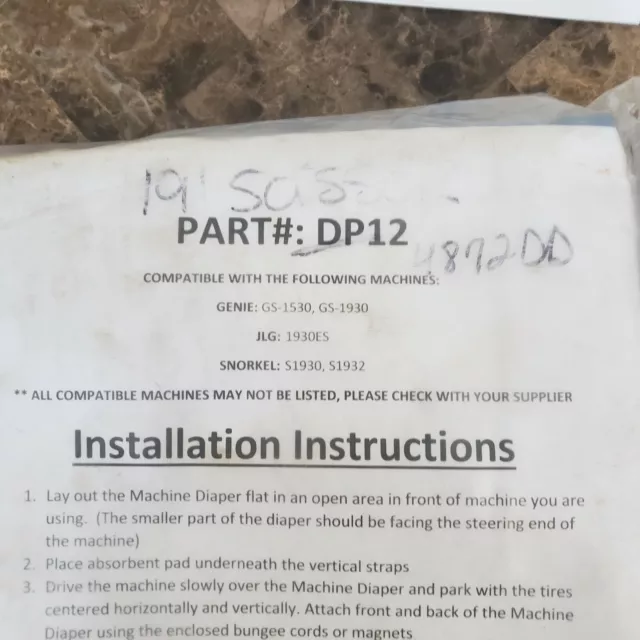 19'
PART#: DP12
4872DD
COMPATIBLE WITH THE FOLLOWING MACHINES:
GENIE: GS-1530, GS-1930
JLG: 1930ES
SNORKEL: S1930, S1932
** ALL COMPATIBLE MACHINES MAY NOT BE LISTED, PLEASE CHECK WITH YOUR SUPPLIER
Installation Instructions
1. Lay out the Machine Diaper flat in an open area in front of machine you are
using. (The smaller part of the diaper should be facing the steering end of
the machine)
2. Place absorbent pad underneath the vertical straps
3. Drive the machine slowly over the Machine Diaper and park with the tires
centered horizontally and vertically. Attach front and back of the Machine
Diaper using the enclosed bungee cords or magnets